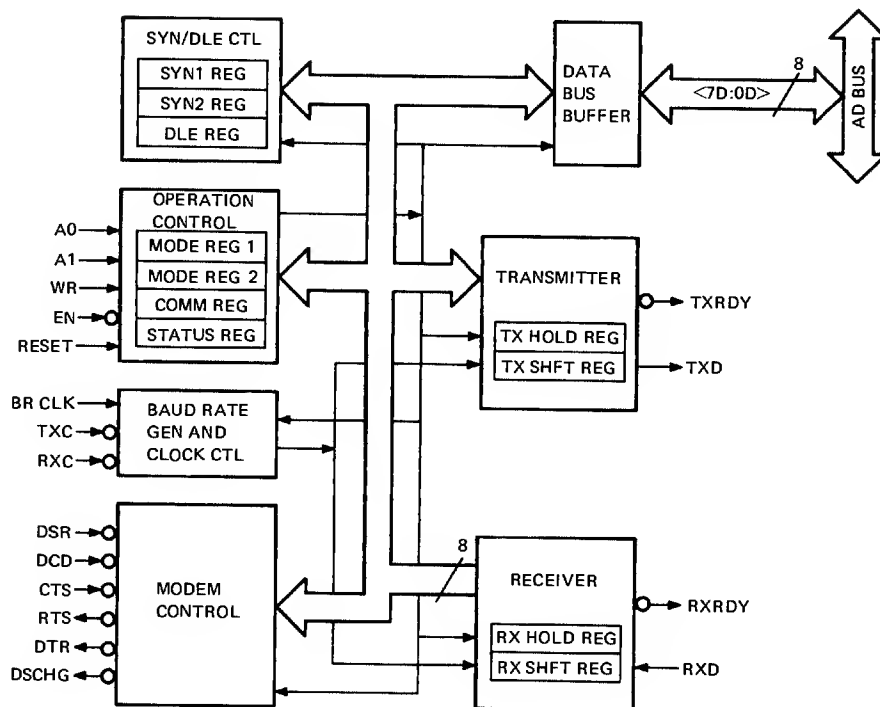 SYN/DLE CTL
SYN1 REG
SYN2 REG
DLE REG
DATA
BUS
BUFFER
<7D:0D>
8
AD BUS
OPERATION
CONTROL
MODE REG 1
MODE REG 2
COMM REG
STATUS REG
A0
A1
WR
EN
RESET
TRANSMITTER
TX HOLD REG
TX SHFT REG
TXRDY
TXD
BR CLK
TXC
RXC
BAUD RATE
GEN AND
CLOCK CTL
DSR
DCD
CTS
RTS
DTR
DSCHG
MODEM
CONTROL
8
RECEIVER
RX HOLD REG
RX SHFT REG
RXRDY
RXD